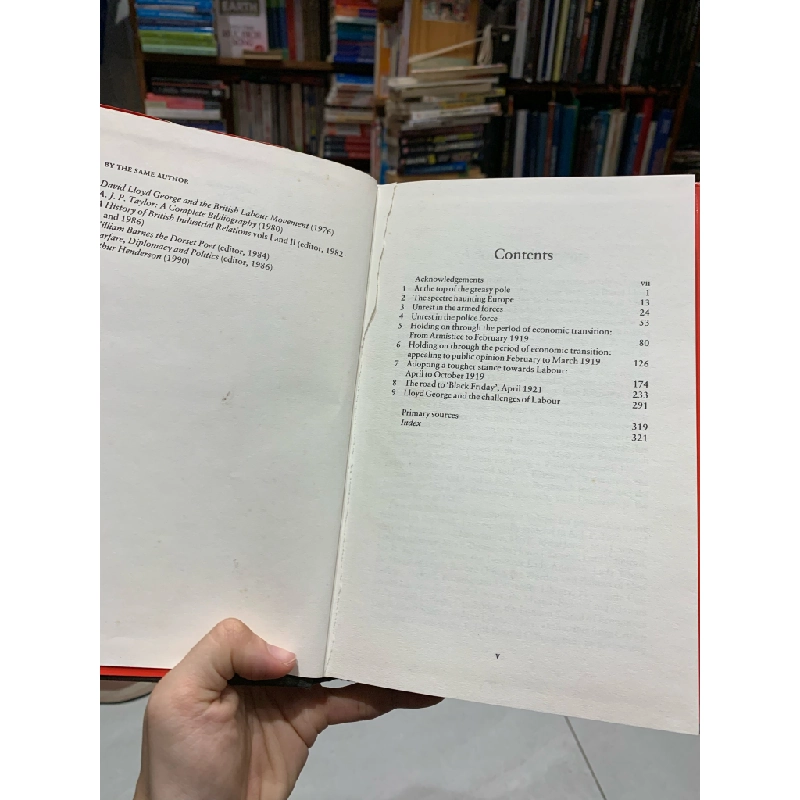 EARTH
BY THE SAME AUTHOR
David Lloyd George and the British Labour Movement (1976)
A. J. P. Taylor: A Complete Bibliography (1980)
A History of British Industrial Relations vols I and II (editor, 1982
and 1986)
William Barnes the Dorset Poet (editor, 1984)
arfare, Diplomacy and Politics (editor, 1986)
thur Henderson (1990)
Contents
Acknowledgements vii
1 At the top of the greasy pole 1
2 The spectre haunting Europe 13
3 Unrest in the armed forces 24
4 Unrest in the police force 53
5 Holding on through the period of economic transition:
From Armistice to February 1919 80
6 Holding on through the period of economic transition:
appealing to public opinion February to March 1919 126
7 Adopting a tougher stance towards Labour:
April to October 1919 174
8 The road to 'Black Friday', April 1921 233
9 Lloyd George and the challenges of Labour 291
Primary sources 319
Index 321
v